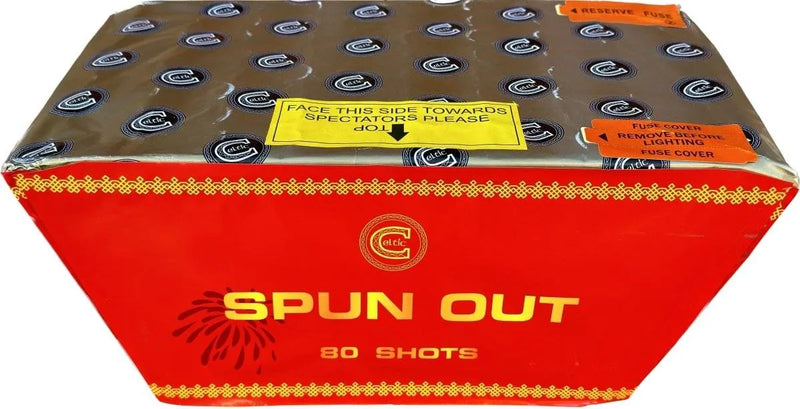 RESERVE FUSE
FACE THIS SIDE TOWARDS
SPECTATORS PLEASE
TOP
FUSE COVER
REMOVE BEFORE
LIGHTING
FUSE COVER
Celtic
SPUN OUT
80 SHOTS